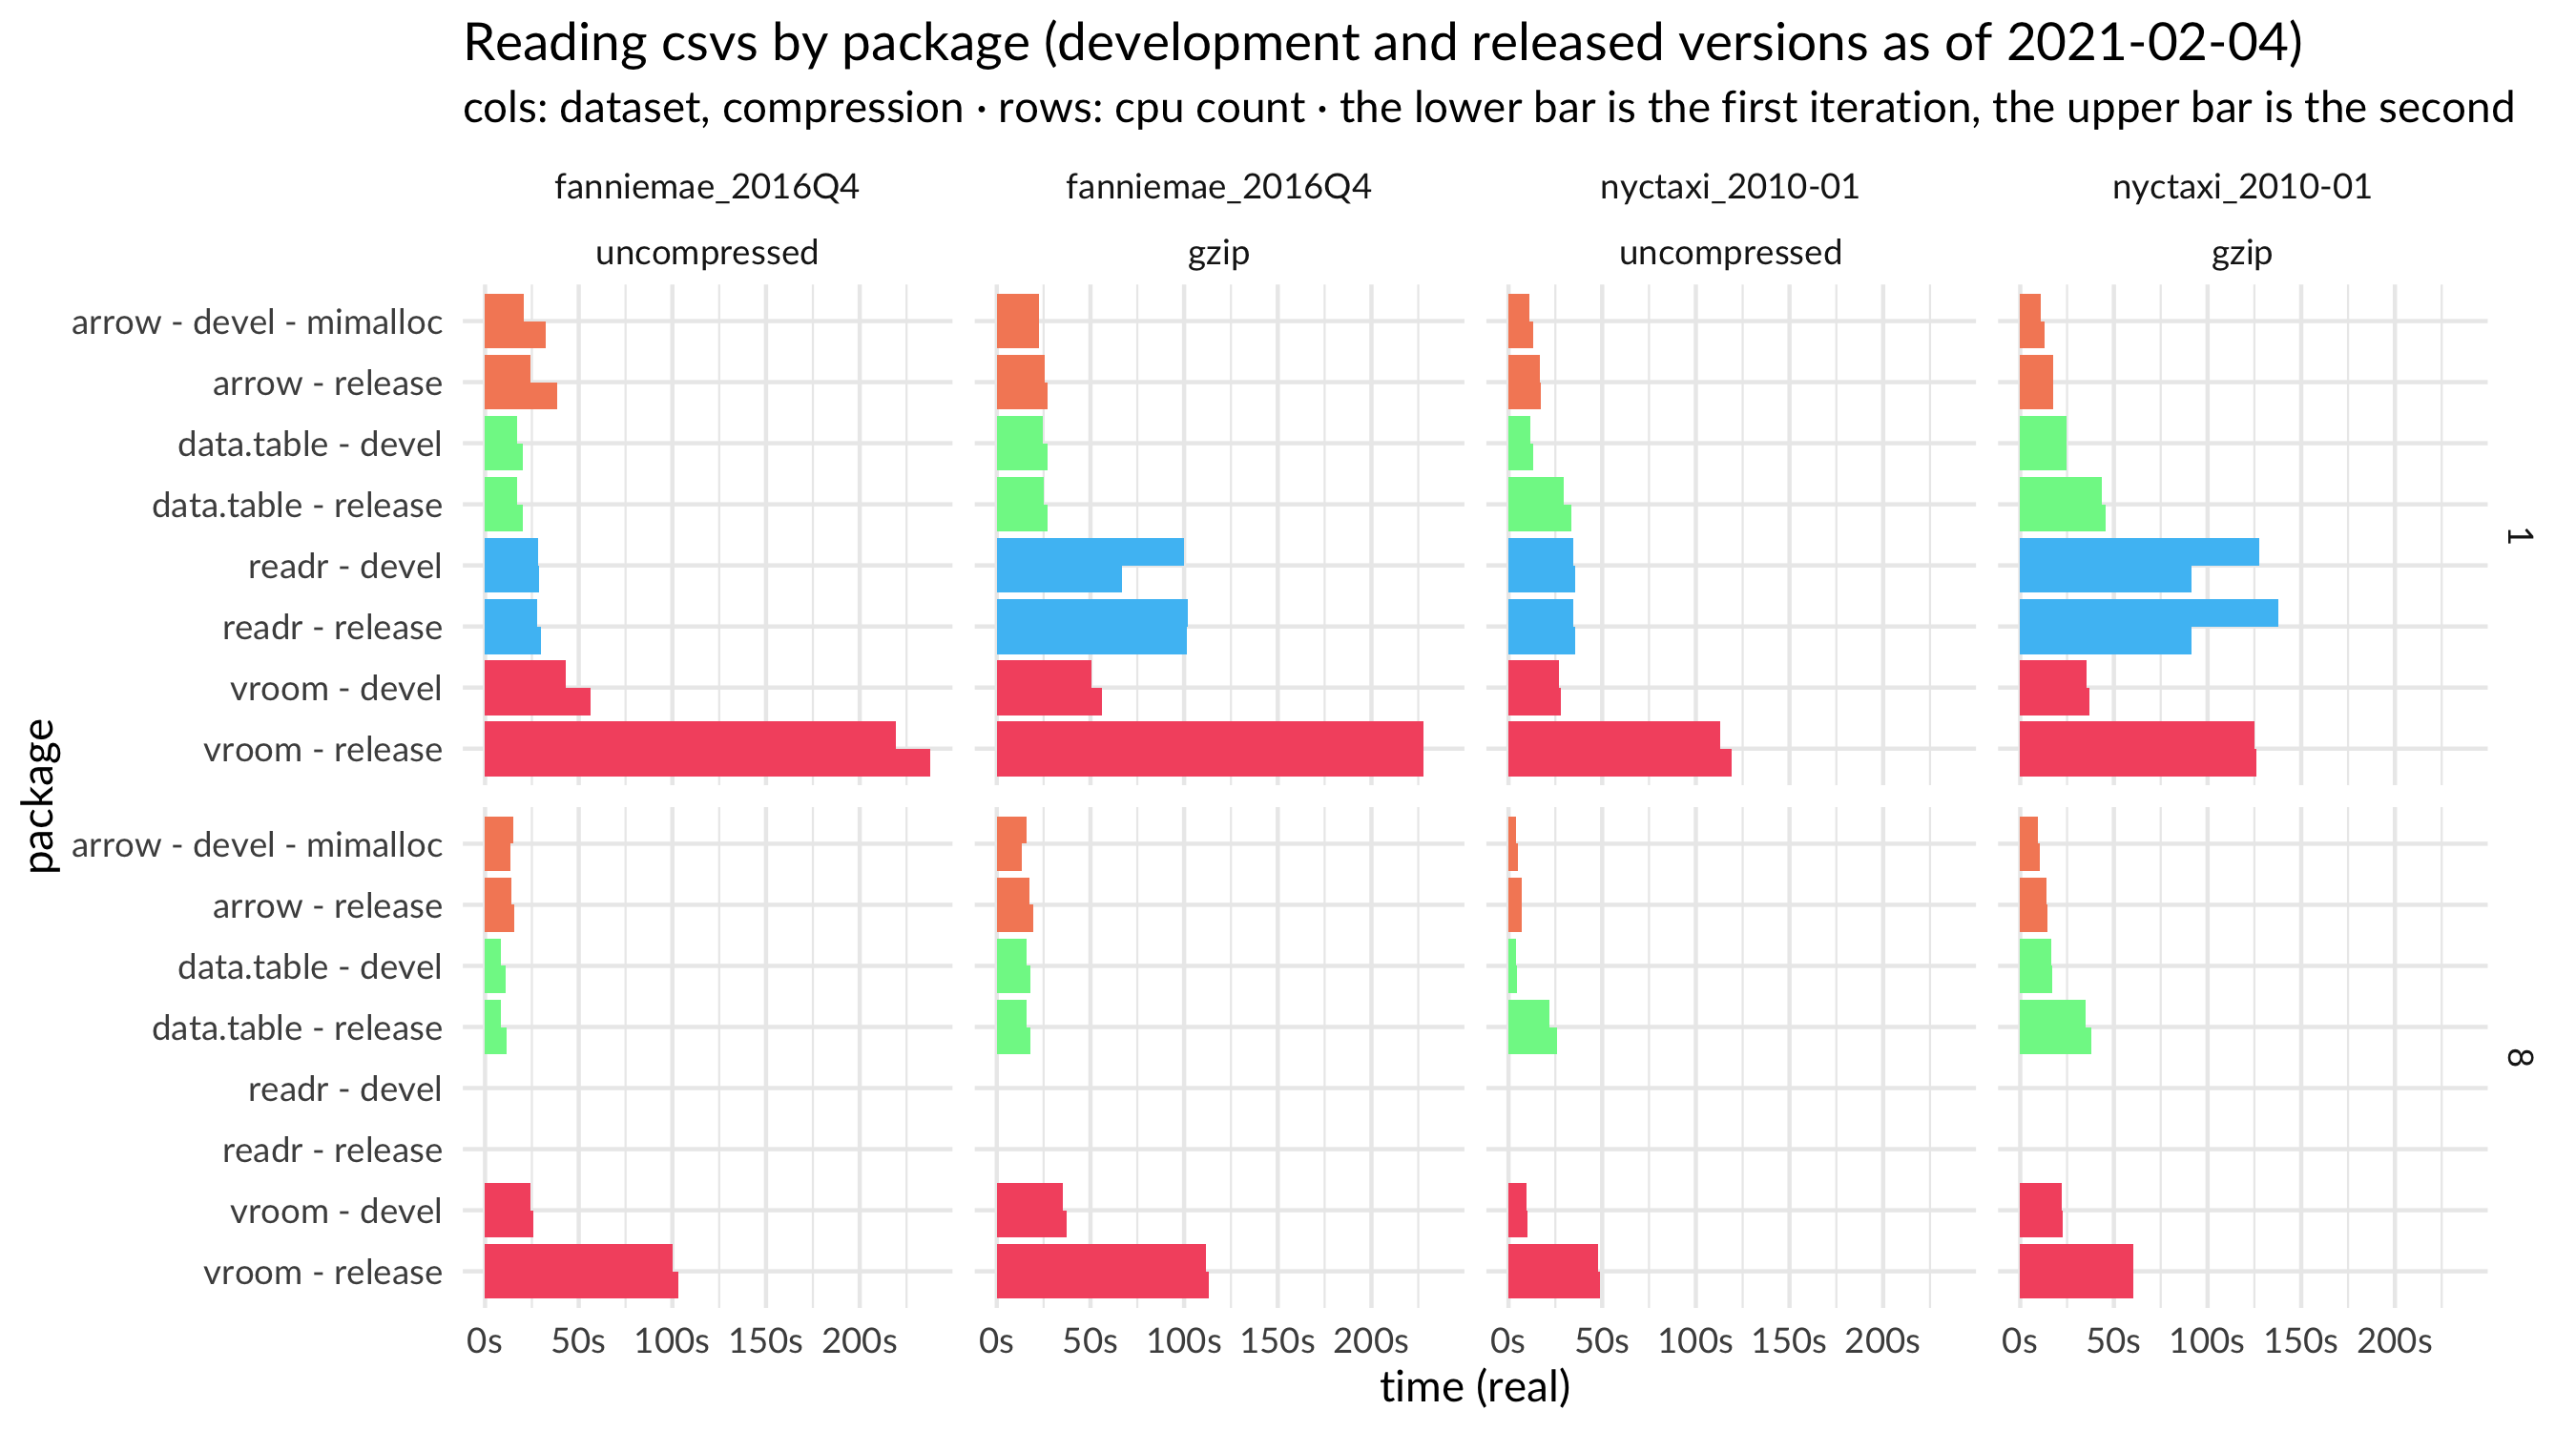 Reading csvs by package (development and released versions as of 2021-02-04)
cols: dataset, compression · rows: cpu count · the lower bar is the first iteration, the upper bar is the second
fanniemae_2016Q4 fanniemae_2016Q4 nyctaxi_2010-01 nyctaxi_2010-01
uncompressed gzip uncompressed gzip
package
arrow - devel - mimalloc
arrow - release
data.table - devel
data.table - release
readr - devel
readr - release
vroom - devel
vroom - release
1
arrow - devel - mimalloc
arrow - release
data.table - devel
data.table - release
readr - devel
readr - release
vroom - devel
vroom - release
8
0s 50s 100s 150s 200s 0s 50s 100s 150s 200s 0s 50s 100s 150s 200s 0s 50s 100s 150s 200s
time (real)